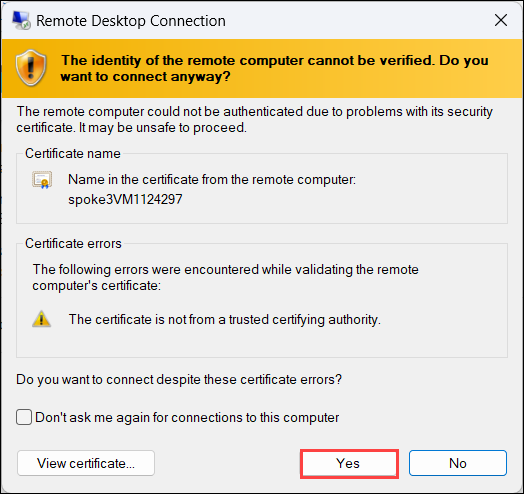 Remote Desktop Connection
The identity of the remote computer cannot be verified. Do you
want to connect anyway?
The remote computer could not be authenticated due to problems with its security
certificate. It may be unsafe to proceed.
Certificate name
Name in the certificate from the remote computer:
spoke3VM1124297
Certificate errors
The following errors were encountered while validating the remote
computer's certificate:
The certificate is not from a trusted certifying authority.
Do you want to connect despite these certificate errors?
Don't ask me again for connections to this computer
View certificate... Yes No